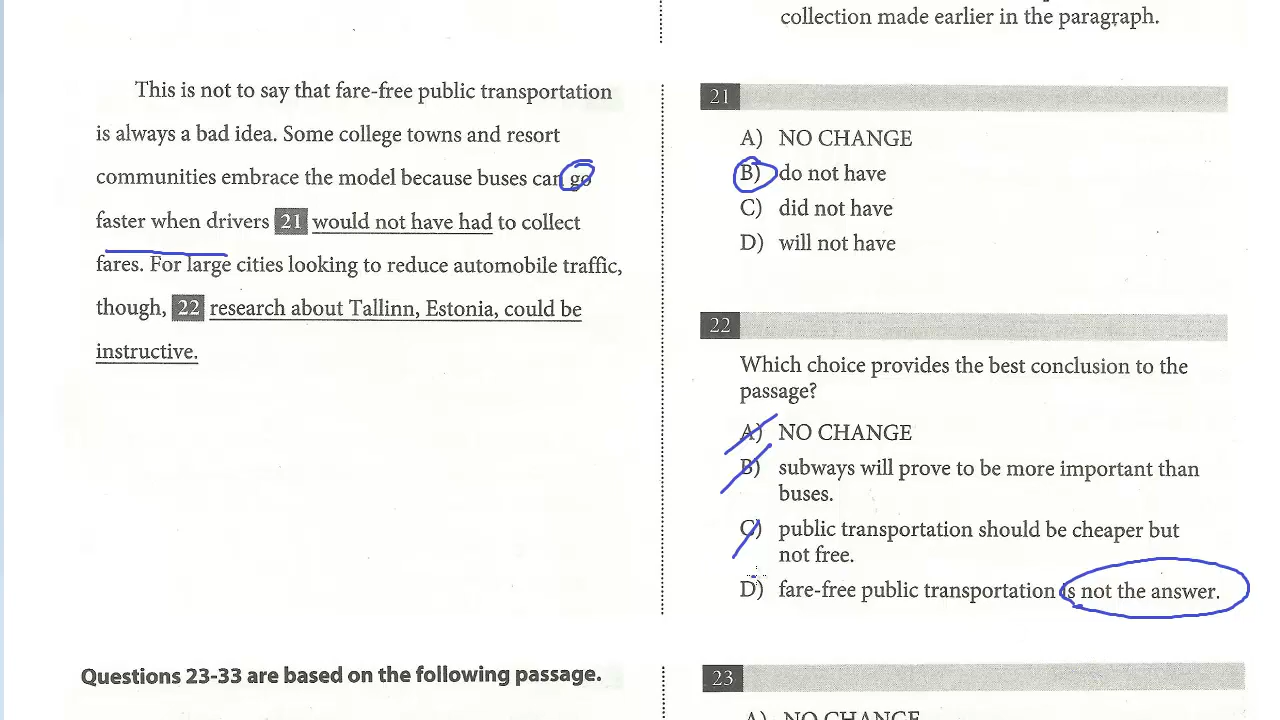 collection made earlier in the paragraph.
This is not to say that fare-free public transportation
is always a bad idea. Some college towns and resort
communities embrace the model because buses can go
faster when drivers 21 would not have had to collect
fares. For large cities looking to reduce automobile traffic,
though, 22 research about Tallinn, Estonia, could be
instructive.
21
A) NO CHANGE
B) do not have
C) did not have
D) will not have
22
Which choice provides the best conclusion to the
passage?
A) NO CHANGE
B) subways will prove to be more important than
buses.
C) public transportation should be cheaper but
not free.
D) fare-free public transportation is not the answer.
Questions 23-33 are based on the following passage.
23
A) NO CHANGE